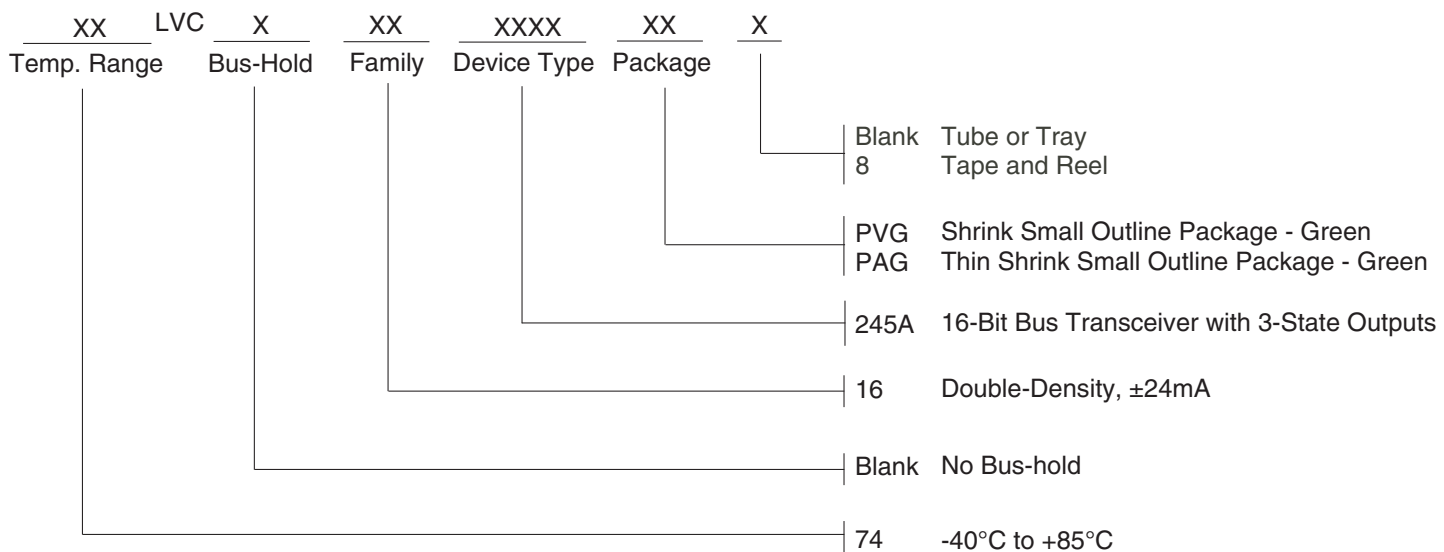 XX LVC X XX XXXX XX X
Temp. Range Bus-Hold Family Device Type Package
Blank Tube or Tray
8 Tape and Reel
PVG Shrink Small Outline Package - Green
PAG Thin Shrink Small Outline Package - Green
245A 16-Bit Bus Transceiver with 3-State Outputs
16 Double-Density, ±24mA
Blank No Bus-hold
74 -40°C to +85°C